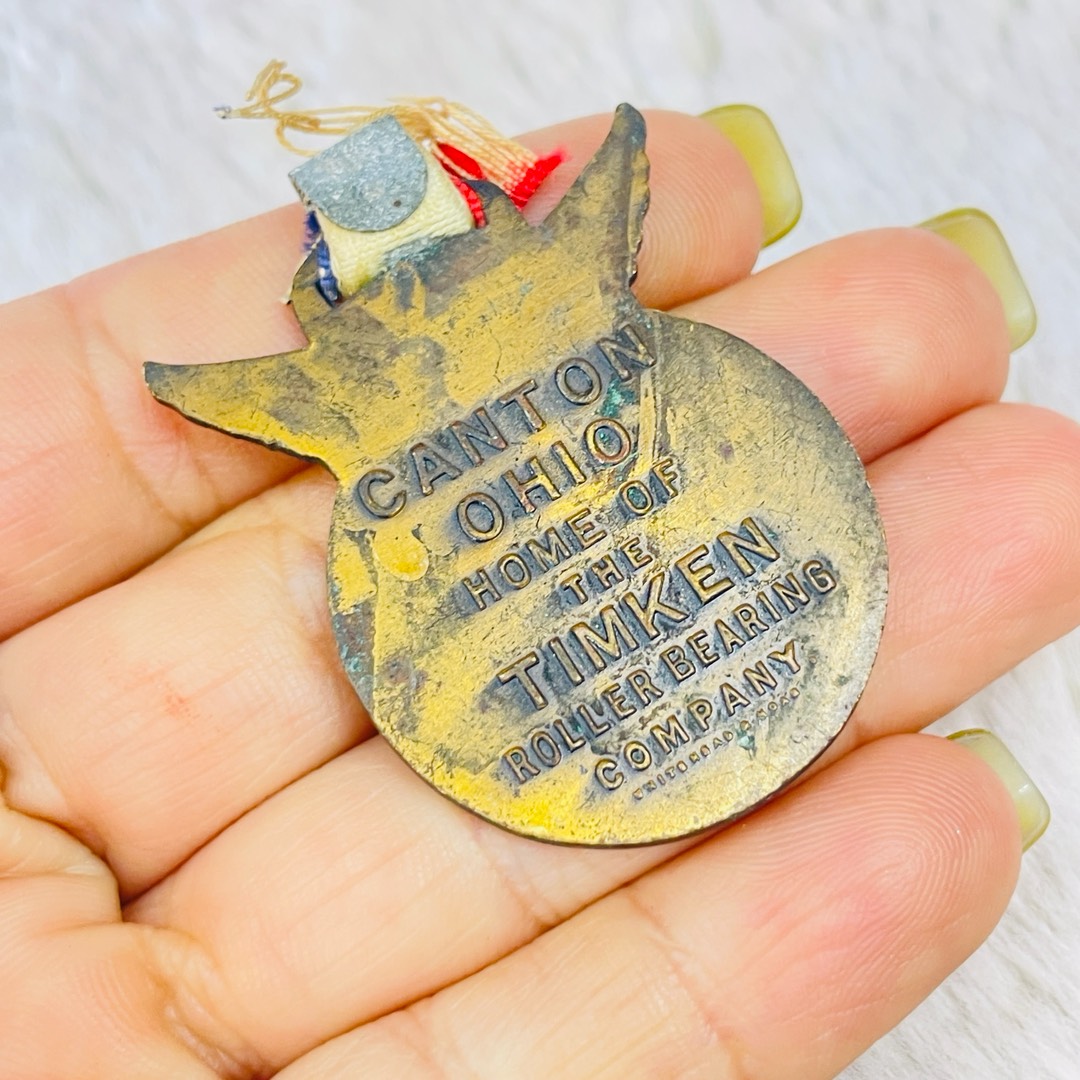 CANTON
OHIO
HOME OF
THE
TIMKEN
ROLLER BEARING
COMPANY